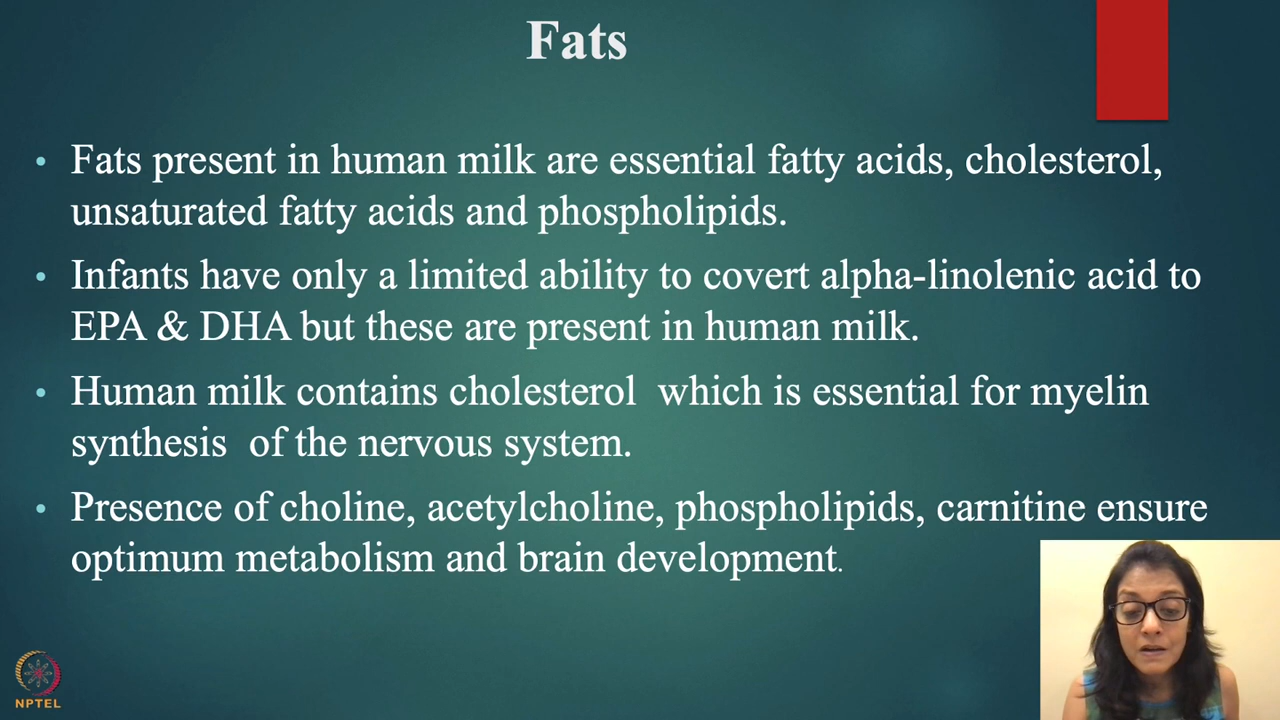 Fats
• Fats present in human milk are essential fatty acids, cholesterol,
unsaturated fatty acids and phospholipids.
• Infants have only a limited ability to covert alpha-linolenic acid to
EPA & DHA but these are present in human milk.
• Human milk contains cholesterol which is essential for myelin
synthesis of the nervous system.
• Presence of choline, acetylcholine, phospholipids, carnitine ensure
optimum metabolism and brain development.
NPTEL